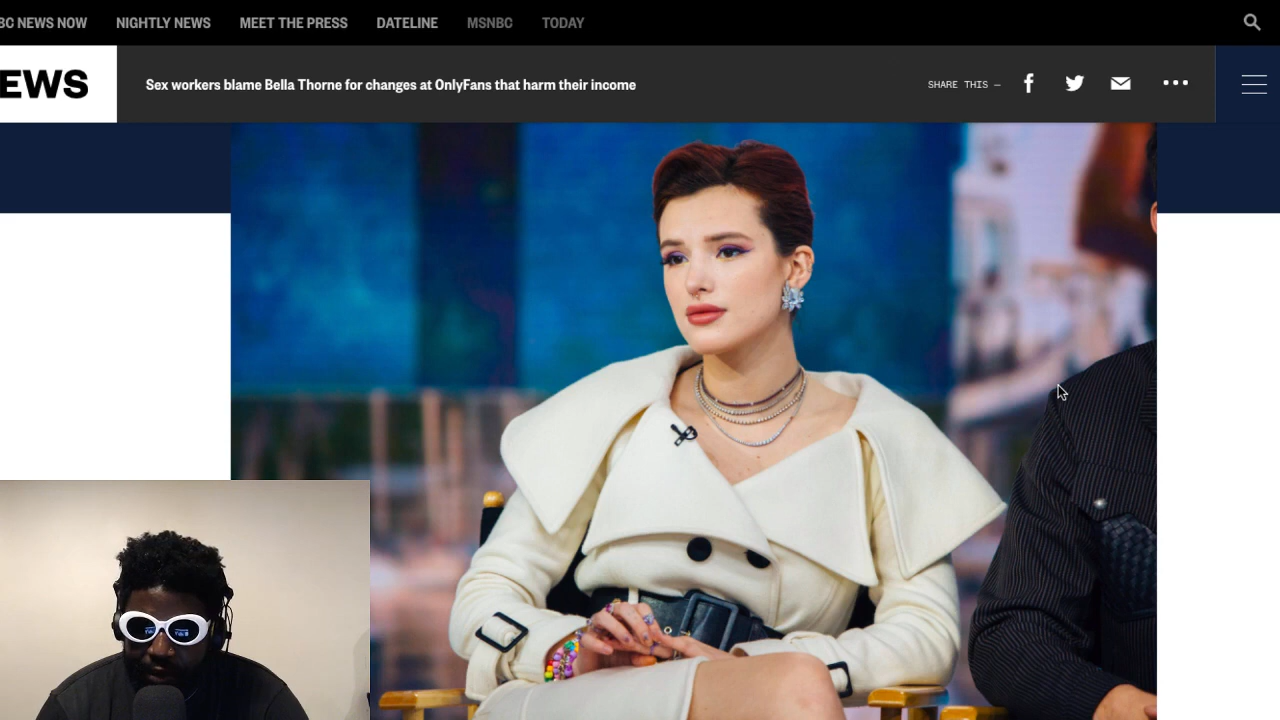 BC NEWS NOW NIGHTLY NEWS MEET THE PRESS DATELINE MSNBC TODAY
EWS Sex workers blame Bella Thorne for changes at OnlyFans that harm their income SHARE THIS —